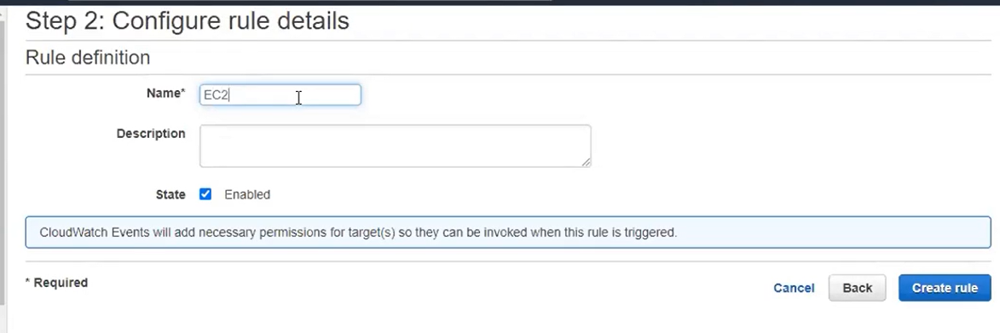 Step 2: Configure rule details
Rule definition
Name* EC2
Description
State Enabled
CloudWatch Events will add necessary permissions for target(s) so they can be invoked when this rule is triggered.
* Required
Cancel Back Create rule